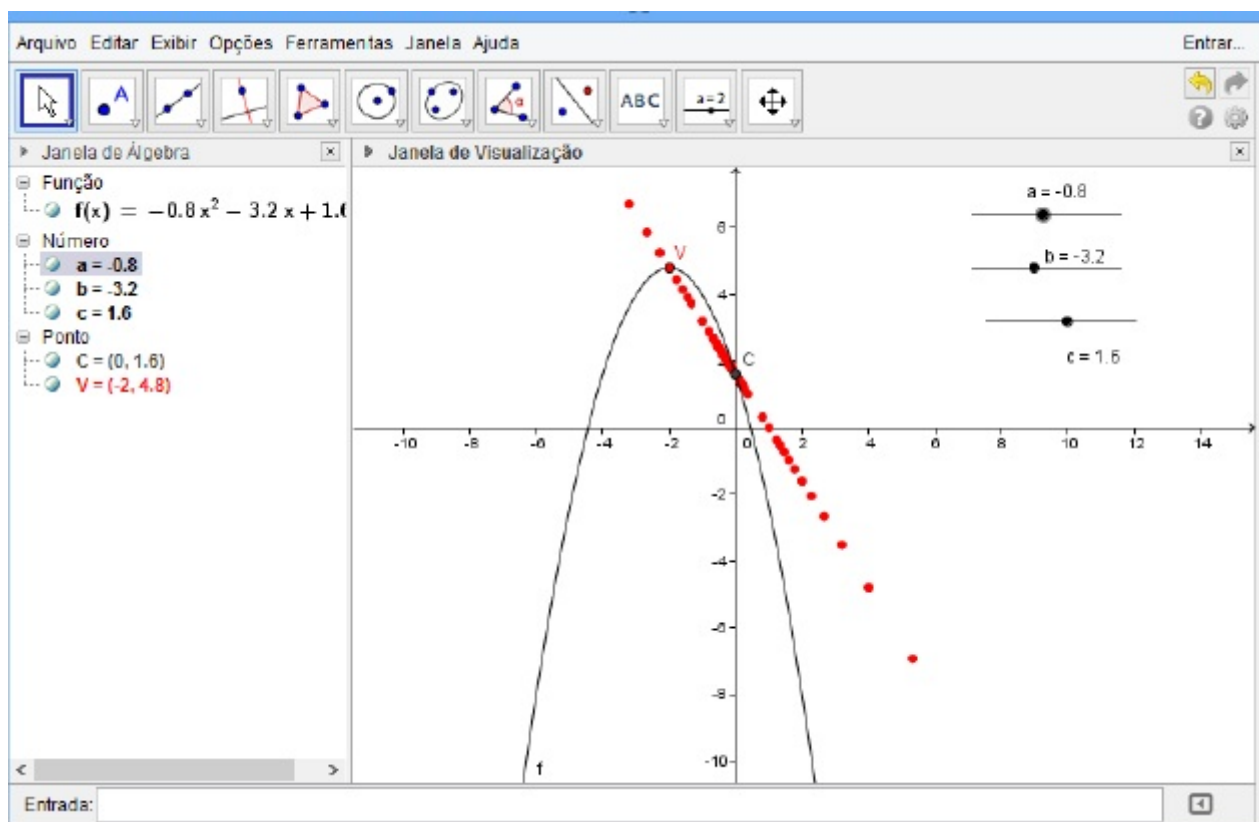 Arquivo Editar Exibir Opções Ferramentas Janela Ajuda
Entrar...
A
α
ABC
a=2
Janela de Álgebra
Janela de Visualização
Função
f(x) = −0.8 x² − 3.2 x + 1.6
Número
a = -0.8
b = -3.2
c = 1.6
Ponto
C = (0, 1.6)
V = (-2, 4.8)
a = -0.8
b = -3.2
c = 1.6
V
C
f
6
4
2
0
-2
-4
-6
-8
-10
-10 -8 -6 -4 -2 0 2 4 6 8 10 12 14
Entrada: